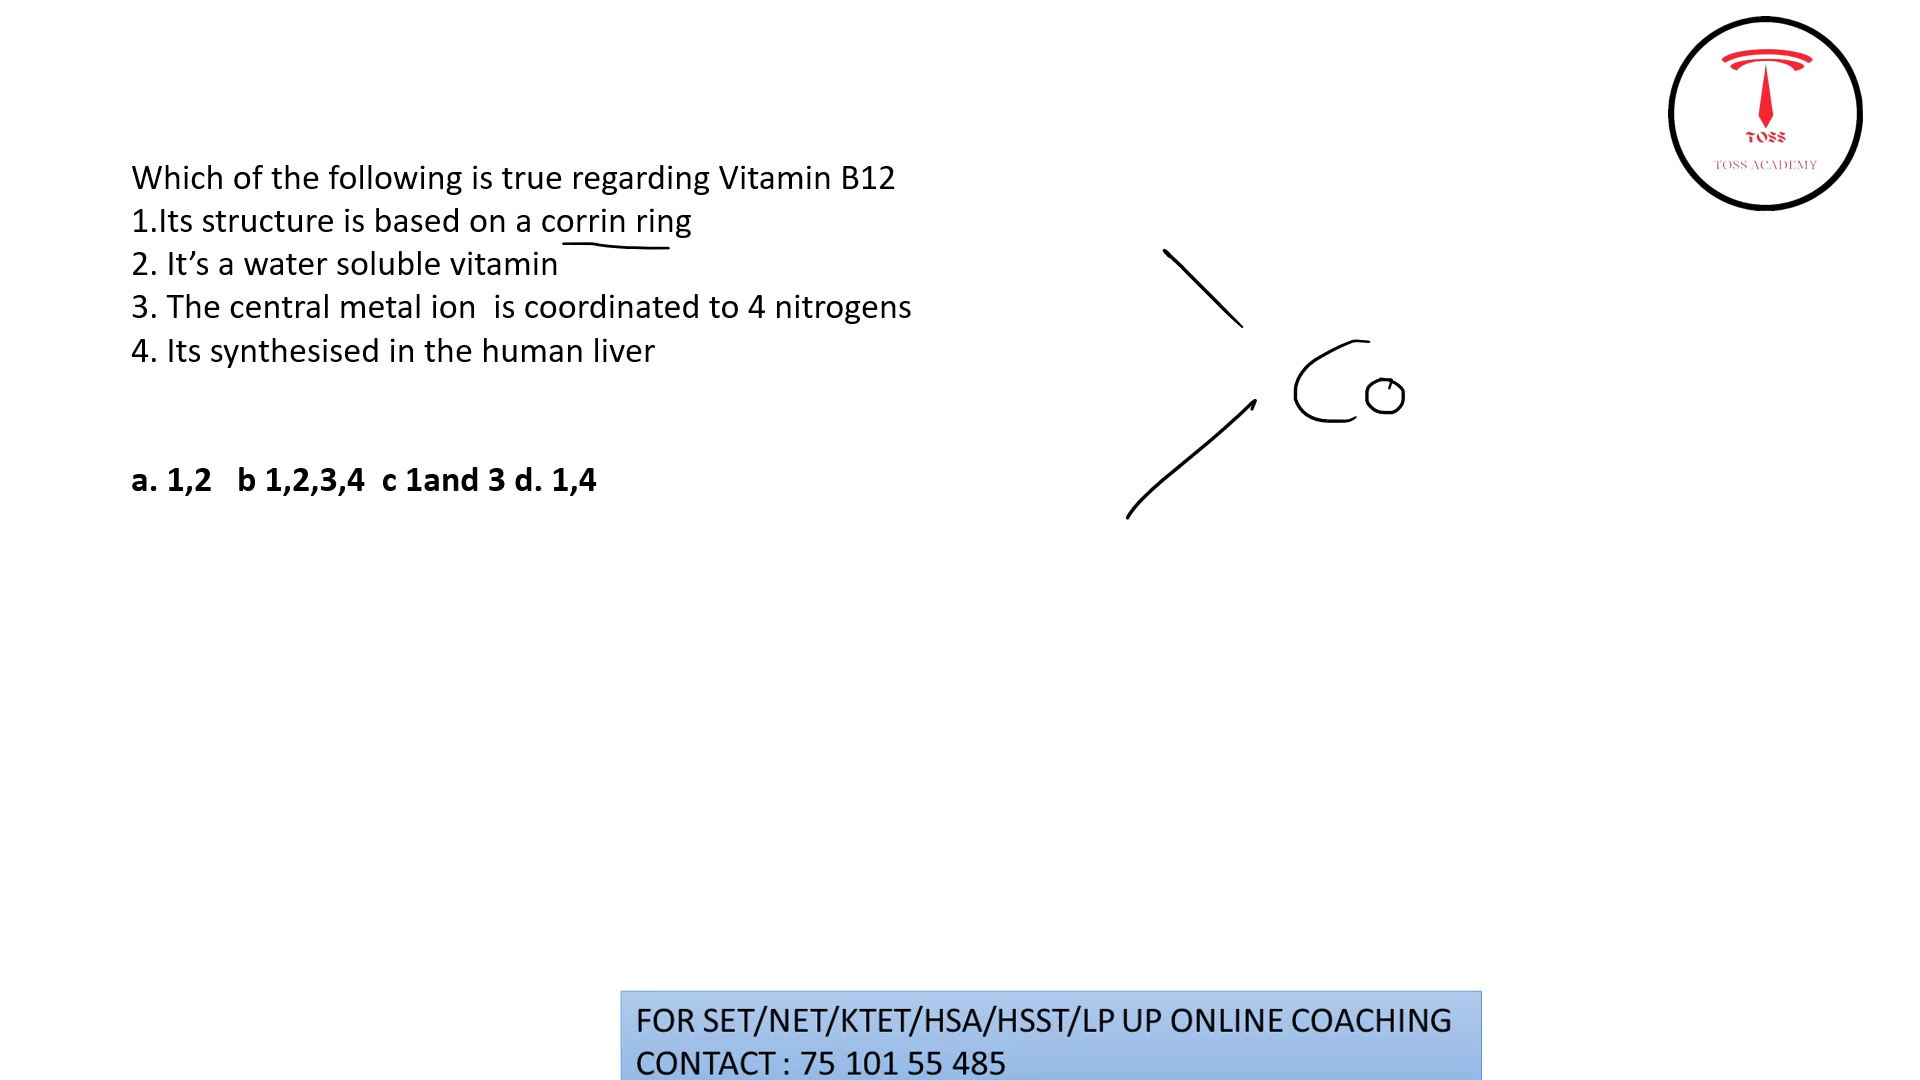 TOSS
TOSS ACADEMY
Which of the following is true regarding Vitamin B12
1.Its structure is based on a corrin ring
2. It’s a water soluble vitamin
3. The central metal ion  is coordinated to 4 nitrogens
4. Its synthesised in the human liver
Co
a. 1,2   b 1,2,3,4  c 1and 3 d. 1,4
FOR SET/NET/KTET/HSA/HSST/LP UP ONLINE COACHING
CONTACT : 75 101 55 485